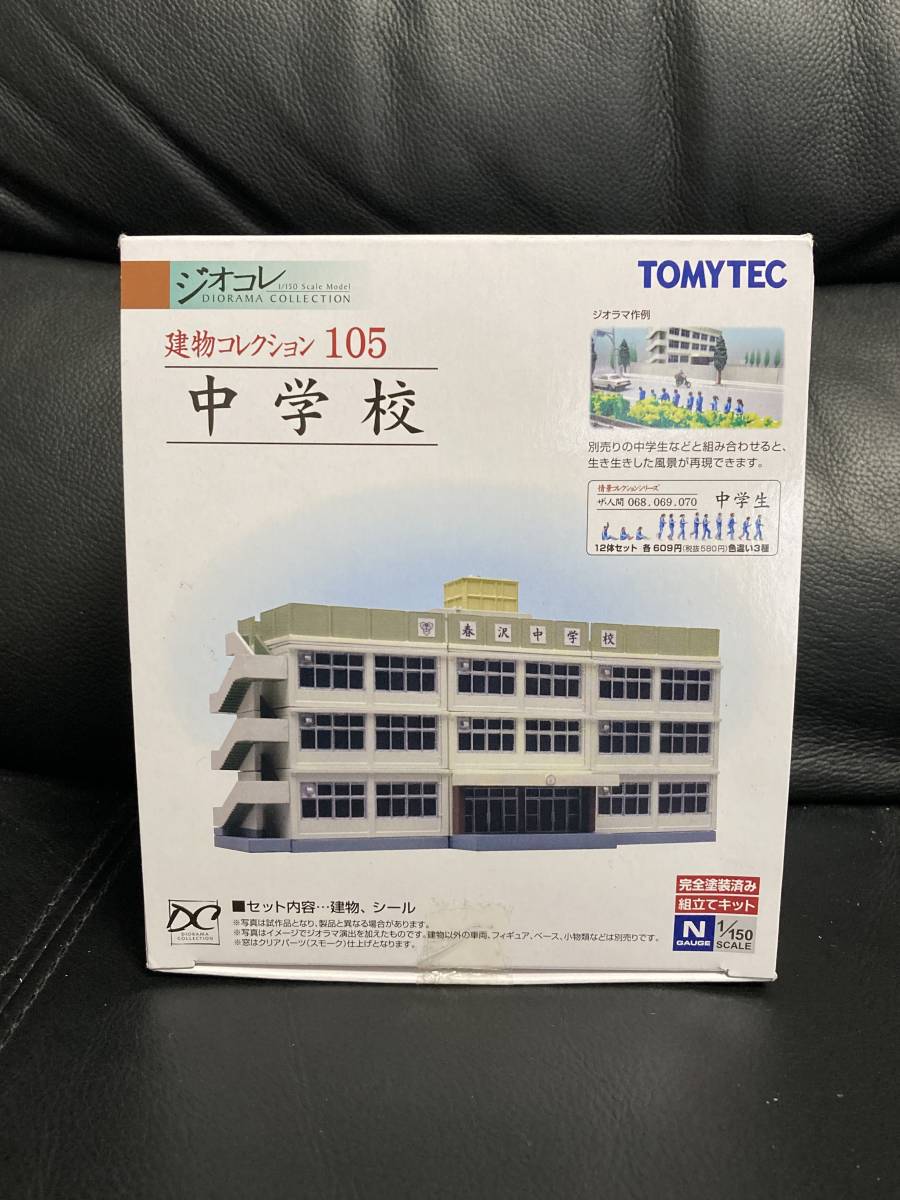 ジオコレ
1/150 Scale Model
DIORAMA COLLECTION
TOMYTEC
建物コレクション 105
中学校
ジオラマ作例
別売りの中学生などと組み合わせると、
生き生きした風景が再現できます。
情景コレクションシリーズ
ザ・人間 068.069.070 中学生
12体セット 各609円(税抜580円)色違い3種
春沢中学校
DC
DIORAMA
COLLECTION
■セット内容…建物、シール
※写真は試作品となり、製品と異なる場合があります。
※写真はイメージでジオラマ演出を加えたものです。建物以外の車両、フィギュア、ベース、小物類などは別売りです。
※窓はクリアパーツ(スモーク)仕上げとなります。
完全塗装済み
組立てキット
N
GAUGE
1/150
SCALE